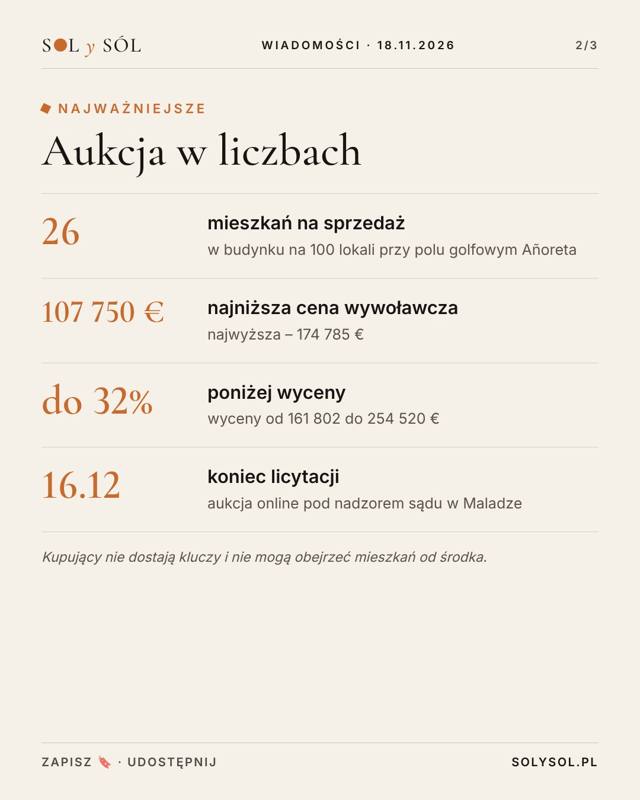 SOL y SÓL
WIADOMOŚCI · 18.11.2026
2/3
NAJWAŻNIEJSZE
Aukcja w liczbach
26
mieszkań na sprzedaż
w budynku na 100 lokali przy polu golfowym Añoreta
107 750 €
najniższa cena wywoławcza
najwyższa – 174 785 €
do 32%
poniżej wyceny
wyceny od 161 802 do 254 520 €
16.12
koniec licytacji
aukcja online pod nadzorem sądu w Maladze
Kupujący nie dostają kluczy i nie mogą obejrzeć mieszkań od środka.
ZAPISZ 🔖 · UDOSTĘPNIJ
SOLYSOL.PL